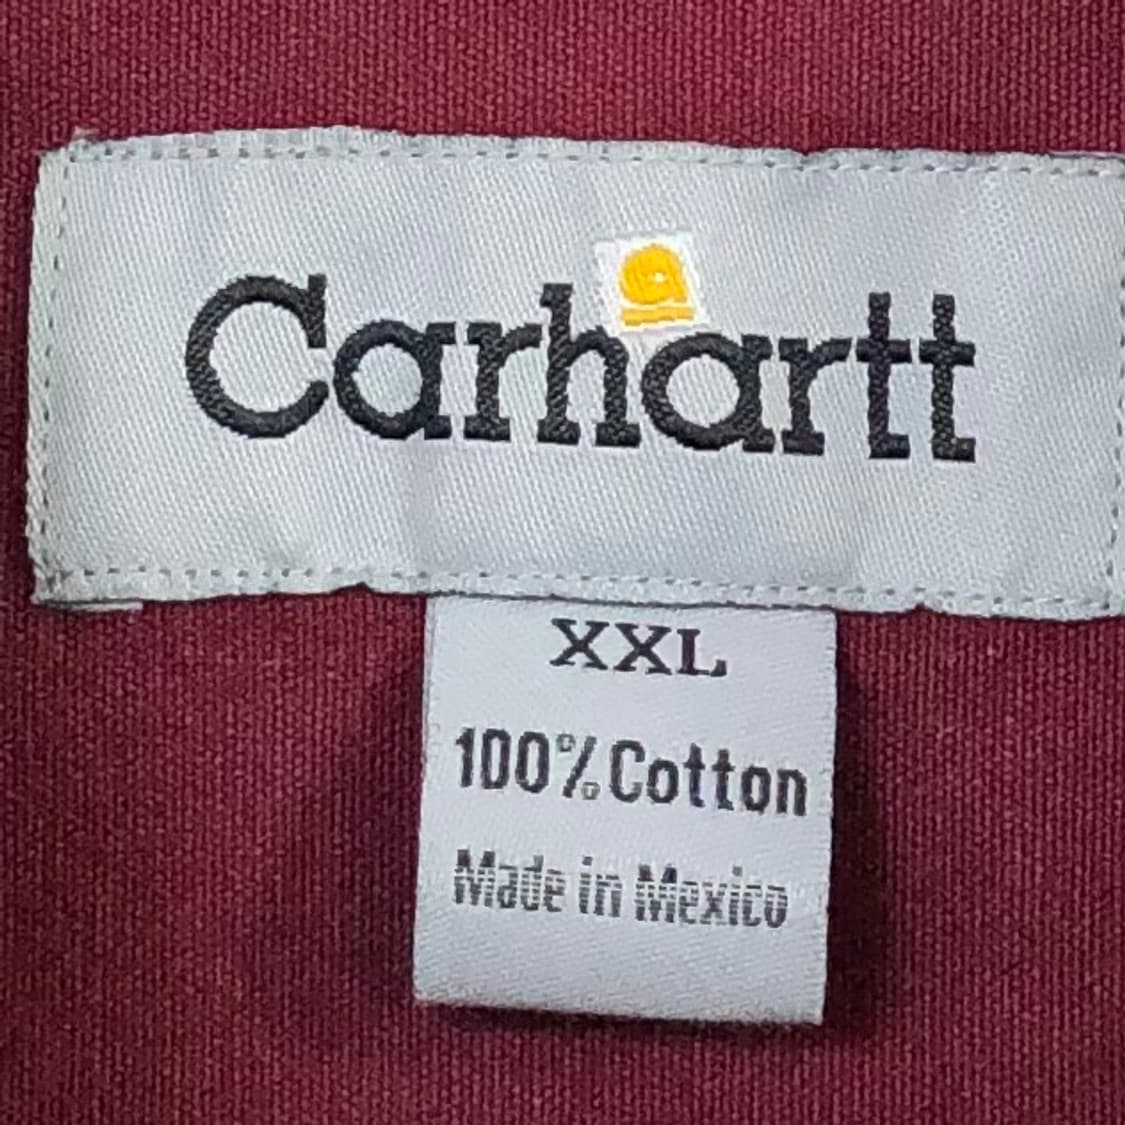 Carhartt
XXL
100% Cotton
Made in Mexico